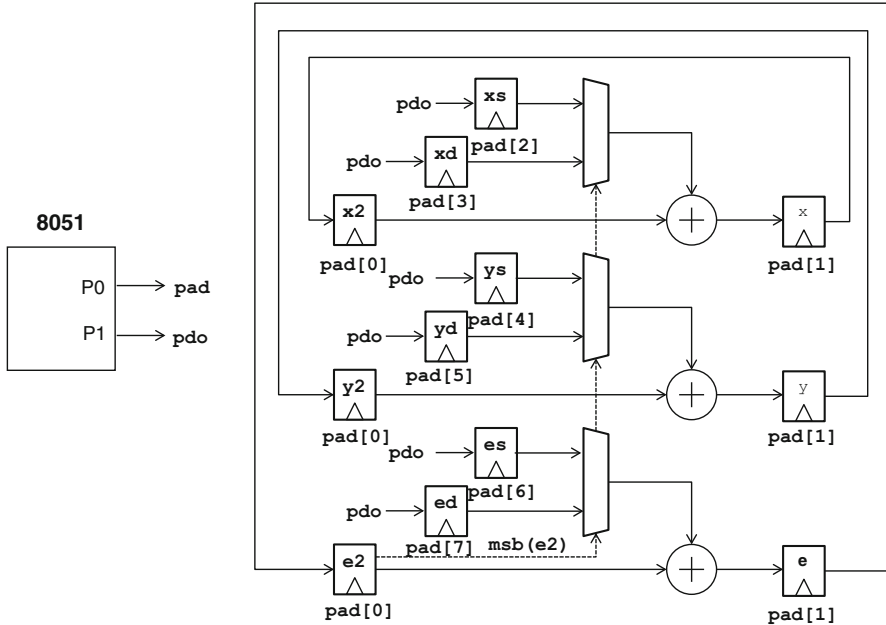 8051
P0
pad
P1
pdo
pdo
xs
pad[2]
pdo
xd
pad[3]
x2
pad[0]
x
pad[1]
pdo
ys
pad[4]
pdo
yd
pad[5]
y2
pad[0]
y
pad[1]
pdo
es
pad[6]
pdo
ed
pad[7]
msb(e2)
e2
pad[0]
e
pad[1]